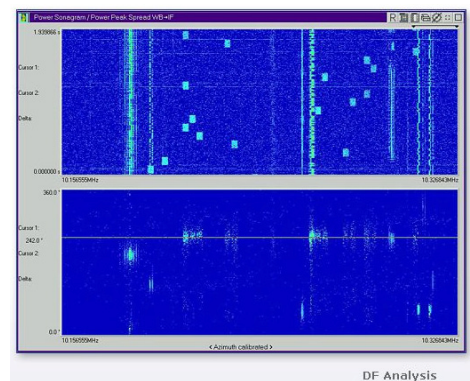 Power Sonagram / Power Peak Spread WB→IF
1.939866 s
Cursor 1:
Cursor 2:
Delta:
0.000000 s
10.156555MHz
10.326843MHz
360.0 °
Cursor 1:
242.0 °
Cursor 2:
Delta:
0.0 °
10.156555MHz
10.326843MHz
< Azimuth calibrated >
DF Analysis